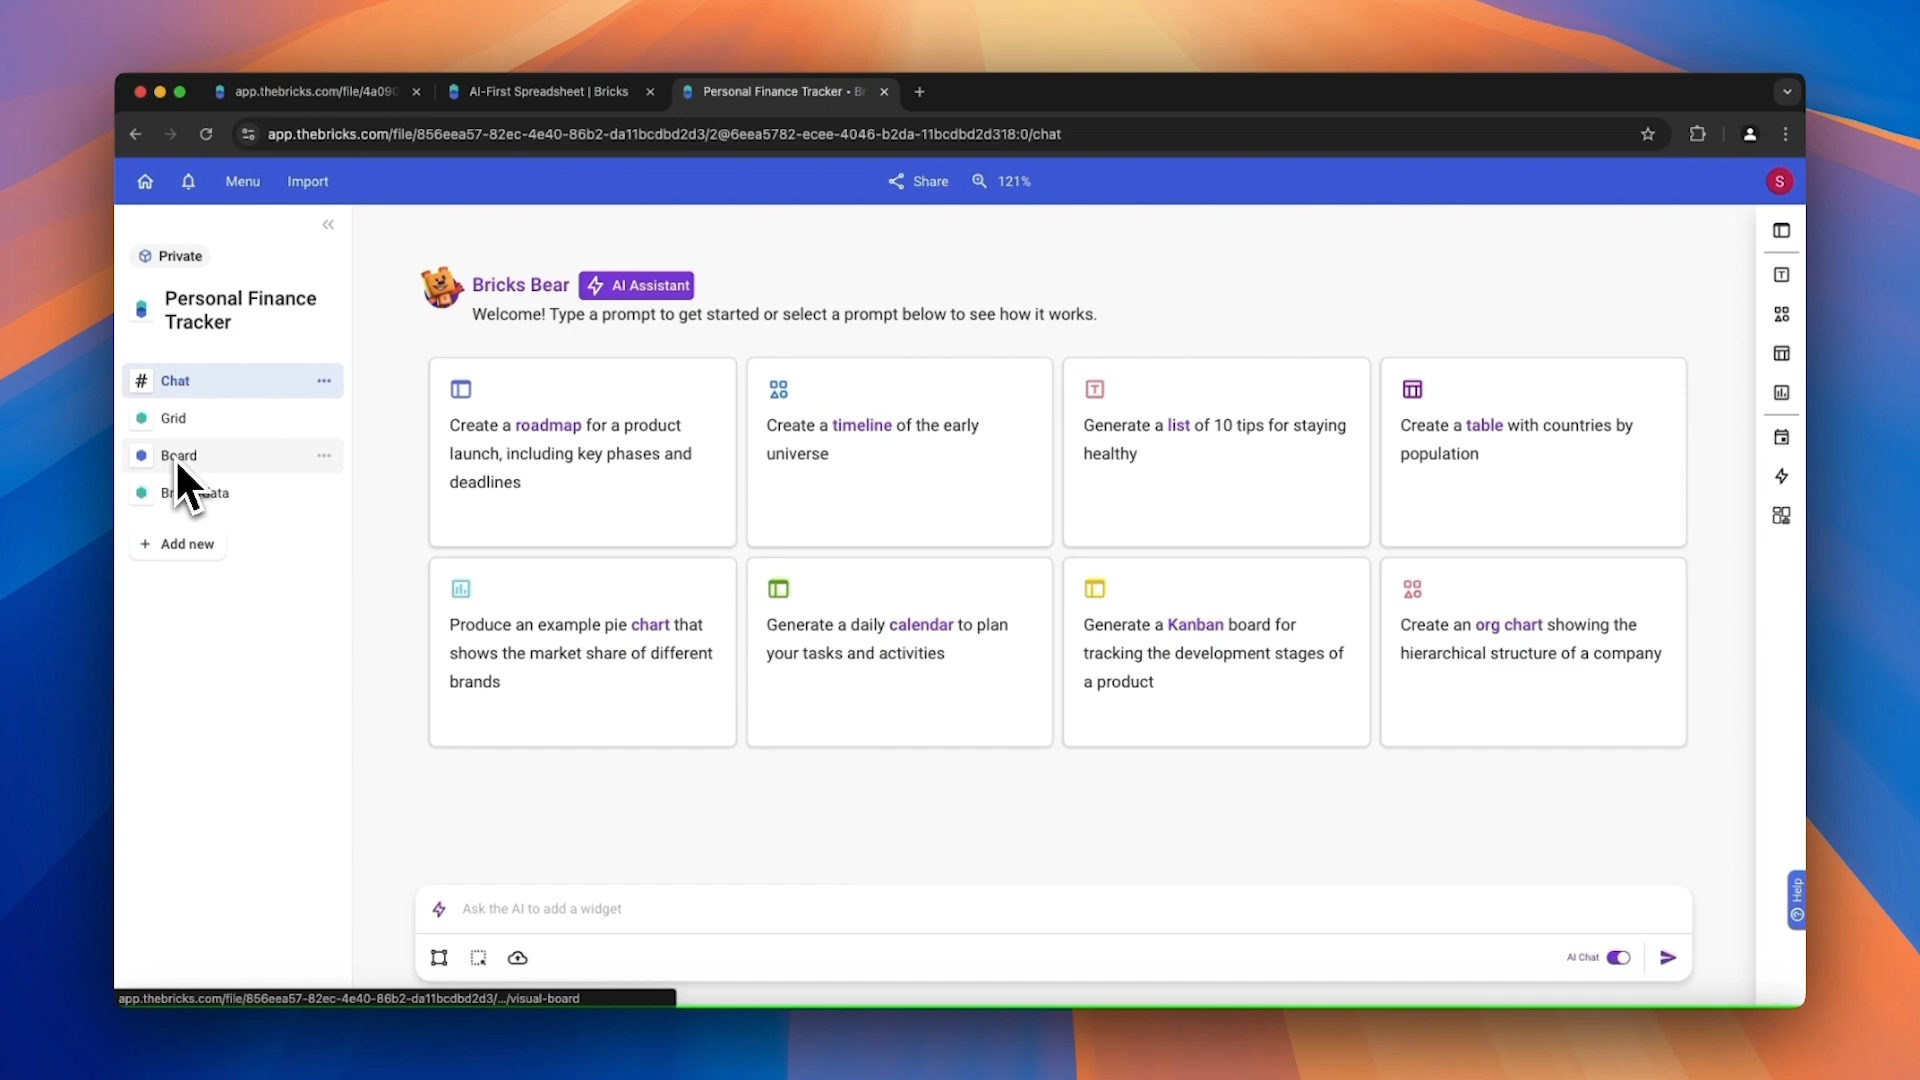 app.thebricks.com/file/4a090
AI-First Spreadsheet | Bricks
Personal Finance Tracker • Br
app.thebricks.com/file/856eea57-82ec-4e40-86b2-da11bcdbd2d3/2@6eea5782-ecee-4046-b2da-11bcdbd2d318:0/chat
Menu
Import
Share
121%
S
Private
Personal Finance
Tracker
# Chat
Grid
Board
+ Add new
Bricks Bear
AI Assistant
Welcome! Type a prompt to get started or select a prompt below to see how it works.
Create a roadmap for a product
launch, including key phases and
deadlines
Create a timeline of the early
universe
Generate a list of 10 tips for staying
healthy
Create a table with countries by
population
Produce an example pie chart that
shows the market share of different
brands
Generate a daily calendar to plan
your tasks and activities
Generate a Kanban board for
tracking the development stages of
a product
Create an org chart showing the
hierarchical structure of a company
Ask the AI to add a widget
AI Chat
Help
app.thebricks.com/file/856eea57-82ec-4e40-86b2-da11bcdbd2d3/.../visual-board